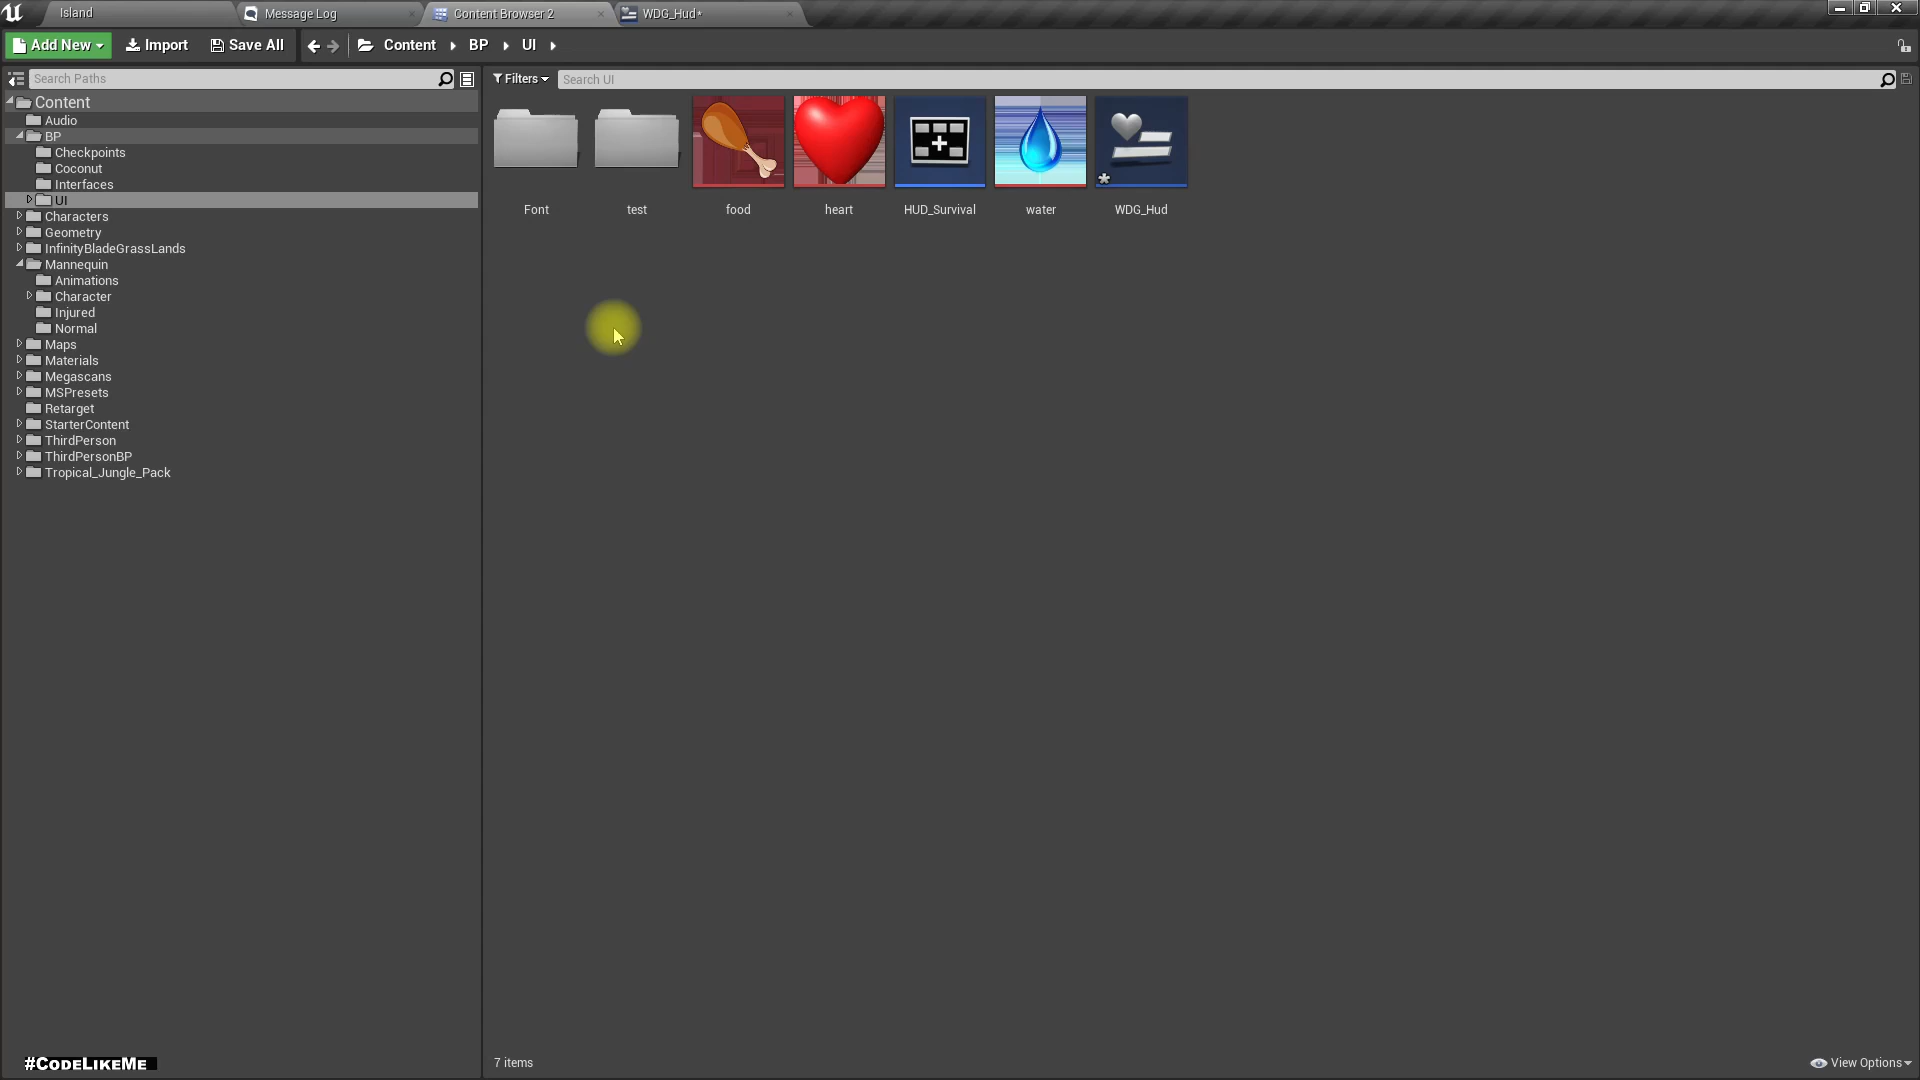 Island
Message Log
Content Browser 2
WDG_Hud*
Add New
Import
Save All
Content
BP
UI
Search Paths
Filters
Search UI
Content
Audio
BP
Checkpoints
Coconut
Interfaces
UI
Characters
Geometry
InfinityBladeGrassLands
Mannequin
Animations
Character
Injured
Normal
Maps
Materials
Megascans
MSPresets
Retarget
StarterContent
ThirdPerson
ThirdPersonBP
Tropical_Jungle_Pack
Font
test
food
heart
HUD_Survival
water
WDG_Hud
7 items
View Options
#CodeLikeMe